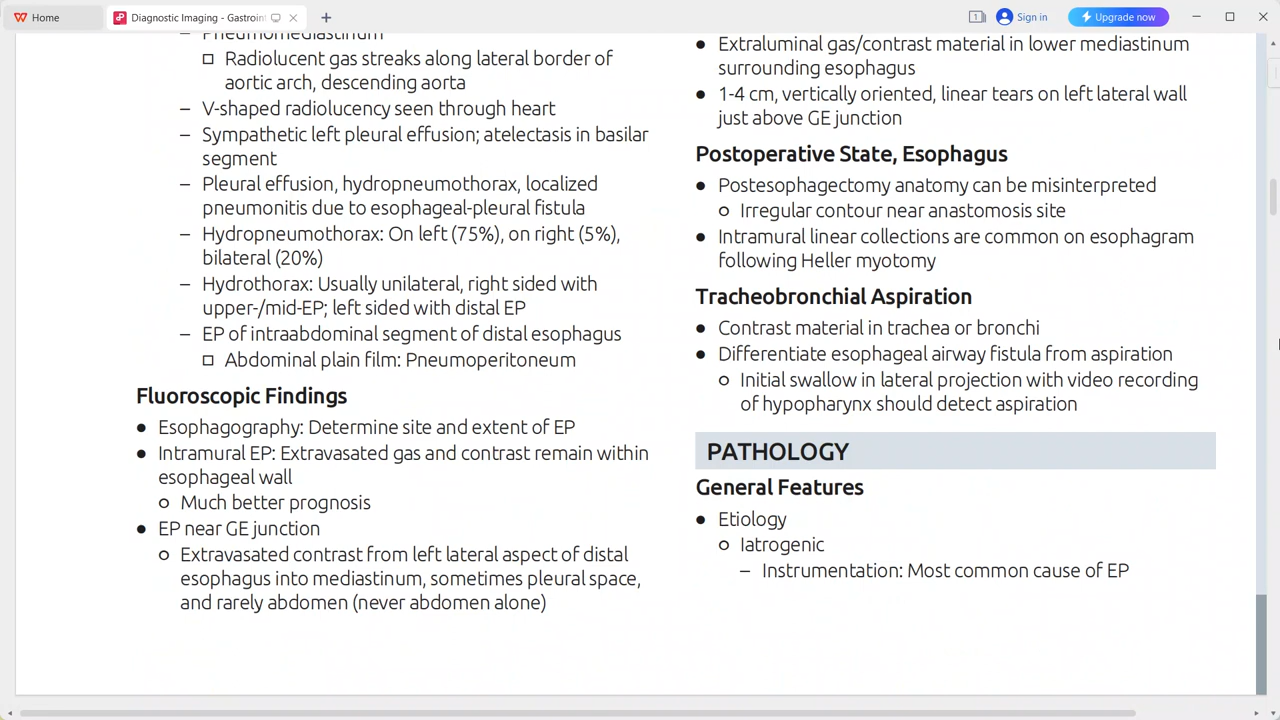 Home
Diagnostic Imaging - Gastroin
1
Sign in
Upgrade now
– Pneumomediastinum
□ Radiolucent gas streaks along lateral border of
aortic arch, descending aorta
– V-shaped radiolucency seen through heart
– Sympathetic left pleural effusion; atelectasis in basilar
segment
– Pleural effusion, hydropneumothorax, localized
pneumonitis due to esophageal-pleural fistula
– Hydropneumothorax: On left (75%), on right (5%),
bilateral (20%)
– Hydrothorax: Usually unilateral, right sided with
upper-/mid-EP; left sided with distal EP
– EP of intraabdominal segment of distal esophagus
□ Abdominal plain film: Pneumoperitoneum
Fluoroscopic Findings
● Esophagography: Determine site and extent of EP
● Intramural EP: Extravasated gas and contrast remain within
esophageal wall
○ Much better prognosis
● EP near GE junction
○ Extravasated contrast from left lateral aspect of distal
esophagus into mediastinum, sometimes pleural space,
and rarely abdomen (never abdomen alone)
● Extraluminal gas/contrast material in lower mediastinum
surrounding esophagus
● 1-4 cm, vertically oriented, linear tears on left lateral wall
just above GE junction
Postoperative State, Esophagus
● Postesophagectomy anatomy can be misinterpreted
○ Irregular contour near anastomosis site
● Intramural linear collections are common on esophagram
following Heller myotomy
Tracheobronchial Aspiration
● Contrast material in trachea or bronchi
● Differentiate esophageal airway fistula from aspiration
○ Initial swallow in lateral projection with video recording
of hypopharynx should detect aspiration
PATHOLOGY
General Features
● Etiology
○ Iatrogenic
– Instrumentation: Most common cause of EP